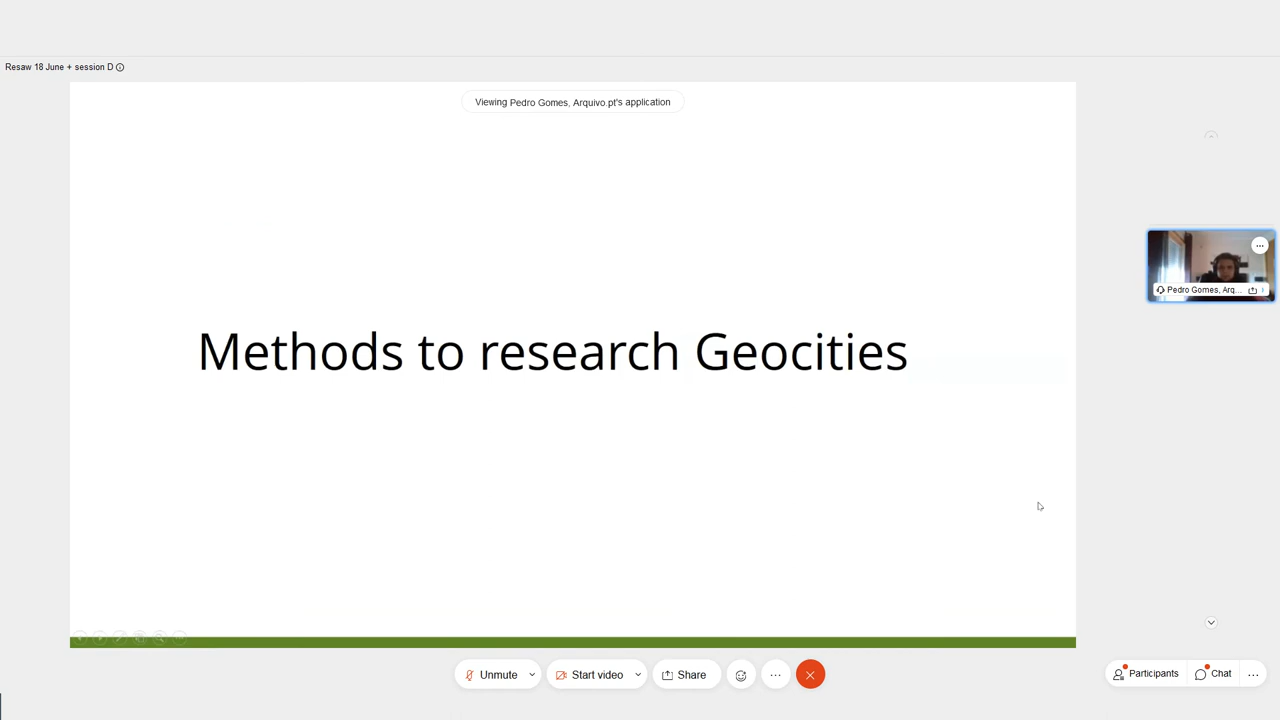 Resaw 18 June + session D
Viewing Pedro Gomes, Arquivo.pt's application
Methods to research Geocities
Pedro Gomes, Arq...
Unmute
Start video
Share
Participants
Chat